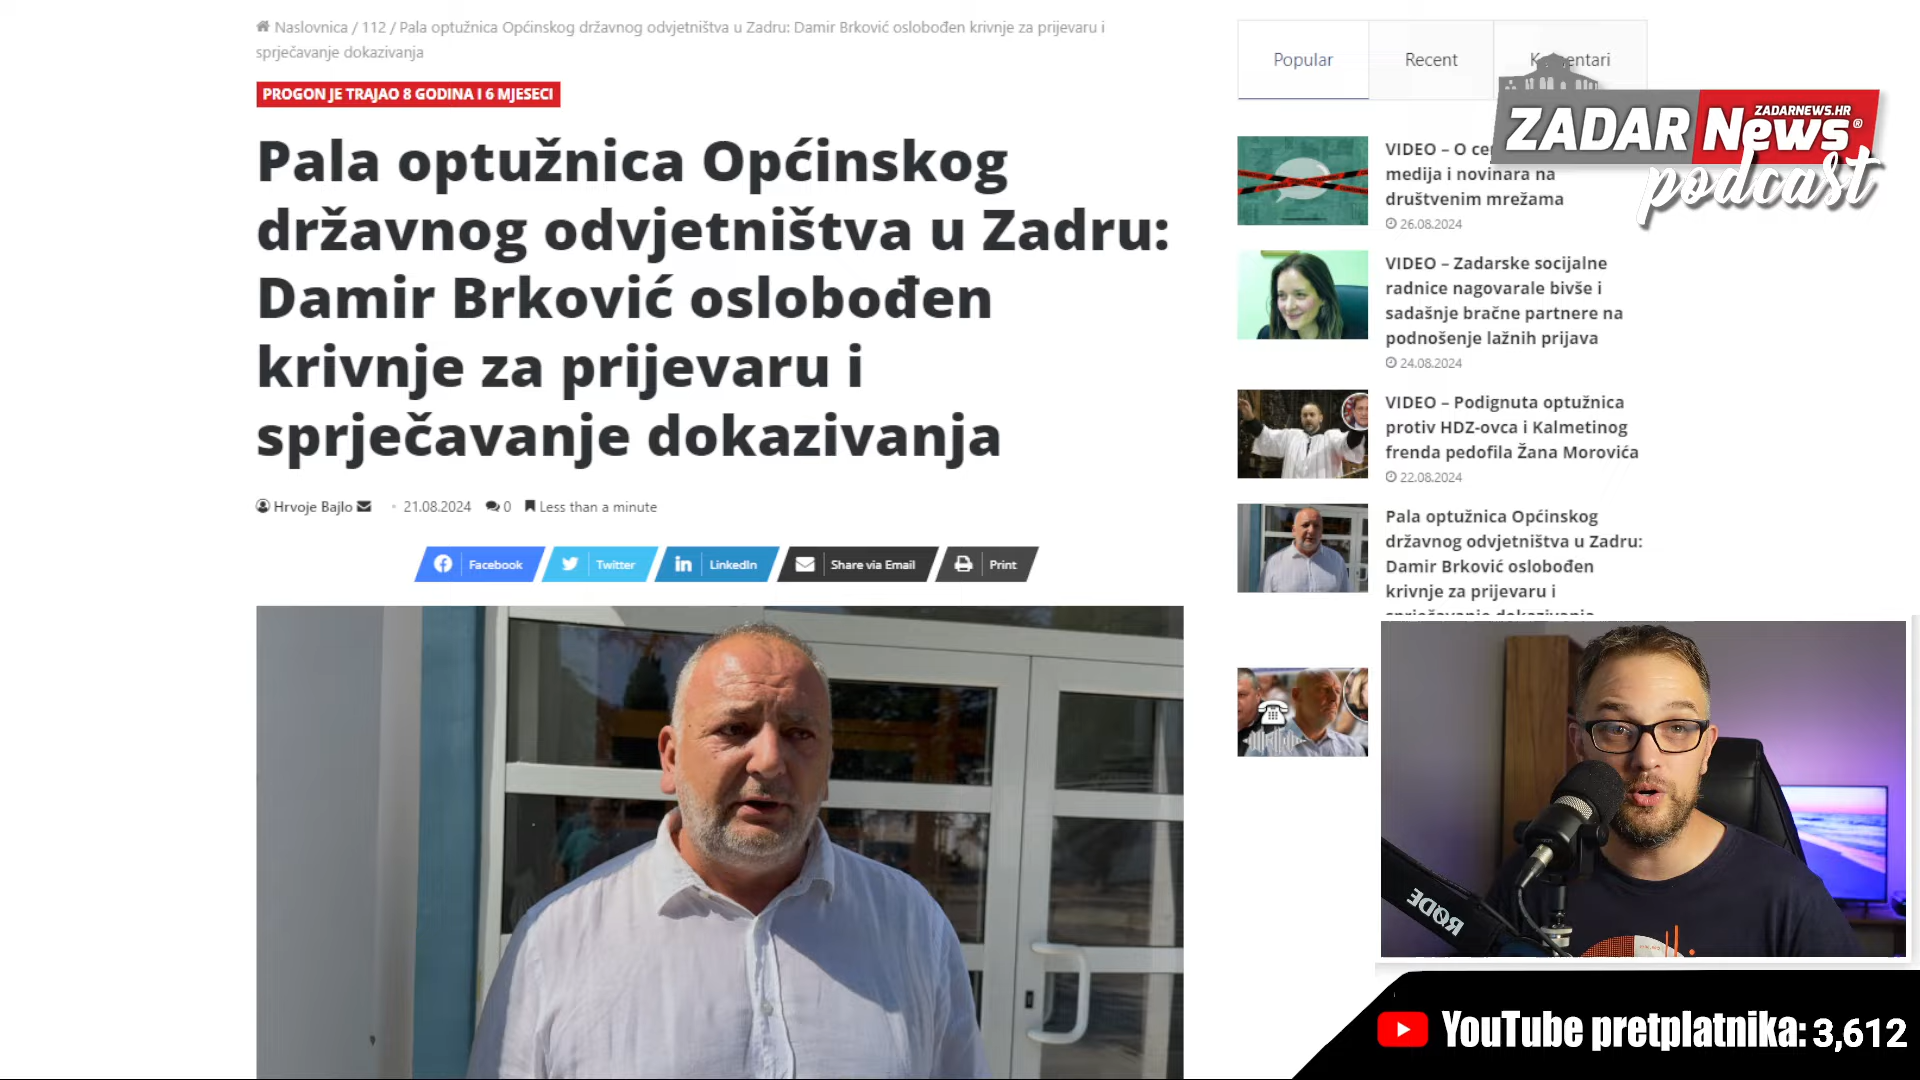 Naslovnica / 112 / Pala optužnica Općinskog državnog odvjetništva u Zadru: Damir Brković oslobođen krivnje za prijevaru i
sprječavanje dokazivanja
PROGON JE TRAJAO 8 GODINA I 6 MJESECI
Pala optužnica Općinskog
državnog odvjetništva u Zadru:
Damir Brković oslobođen
krivnje za prijevaru i
sprječavanje dokazivanja
Hrvoje Bajlo • 21.08.2024 0 Less than a minute
Facebook Twitter LinkedIn Share via Email Print
Popular Recent
ZADARNEWS.HR
ZADAR News®
podcast
VIDEO – O
medija i novinara na
društvenim mrežama
26.08.2024
VIDEO – Zadarske socijalne
radnice nagovarale bivše i
sadašnje bračne partnere na
podnošenje lažnih prijava
24.08.2024
VIDEO – Podignuta optužnica
protiv HDZ-ovca i Kalmetinog
frenda pedofila Žana Morovića
22.08.2024
Pala optužnica Općinskog
državnog odvjetništva u Zadru:
Damir Brković oslobođen
krivnje za prijevaru i
RØDE
YouTube pretplatnika: 3,612